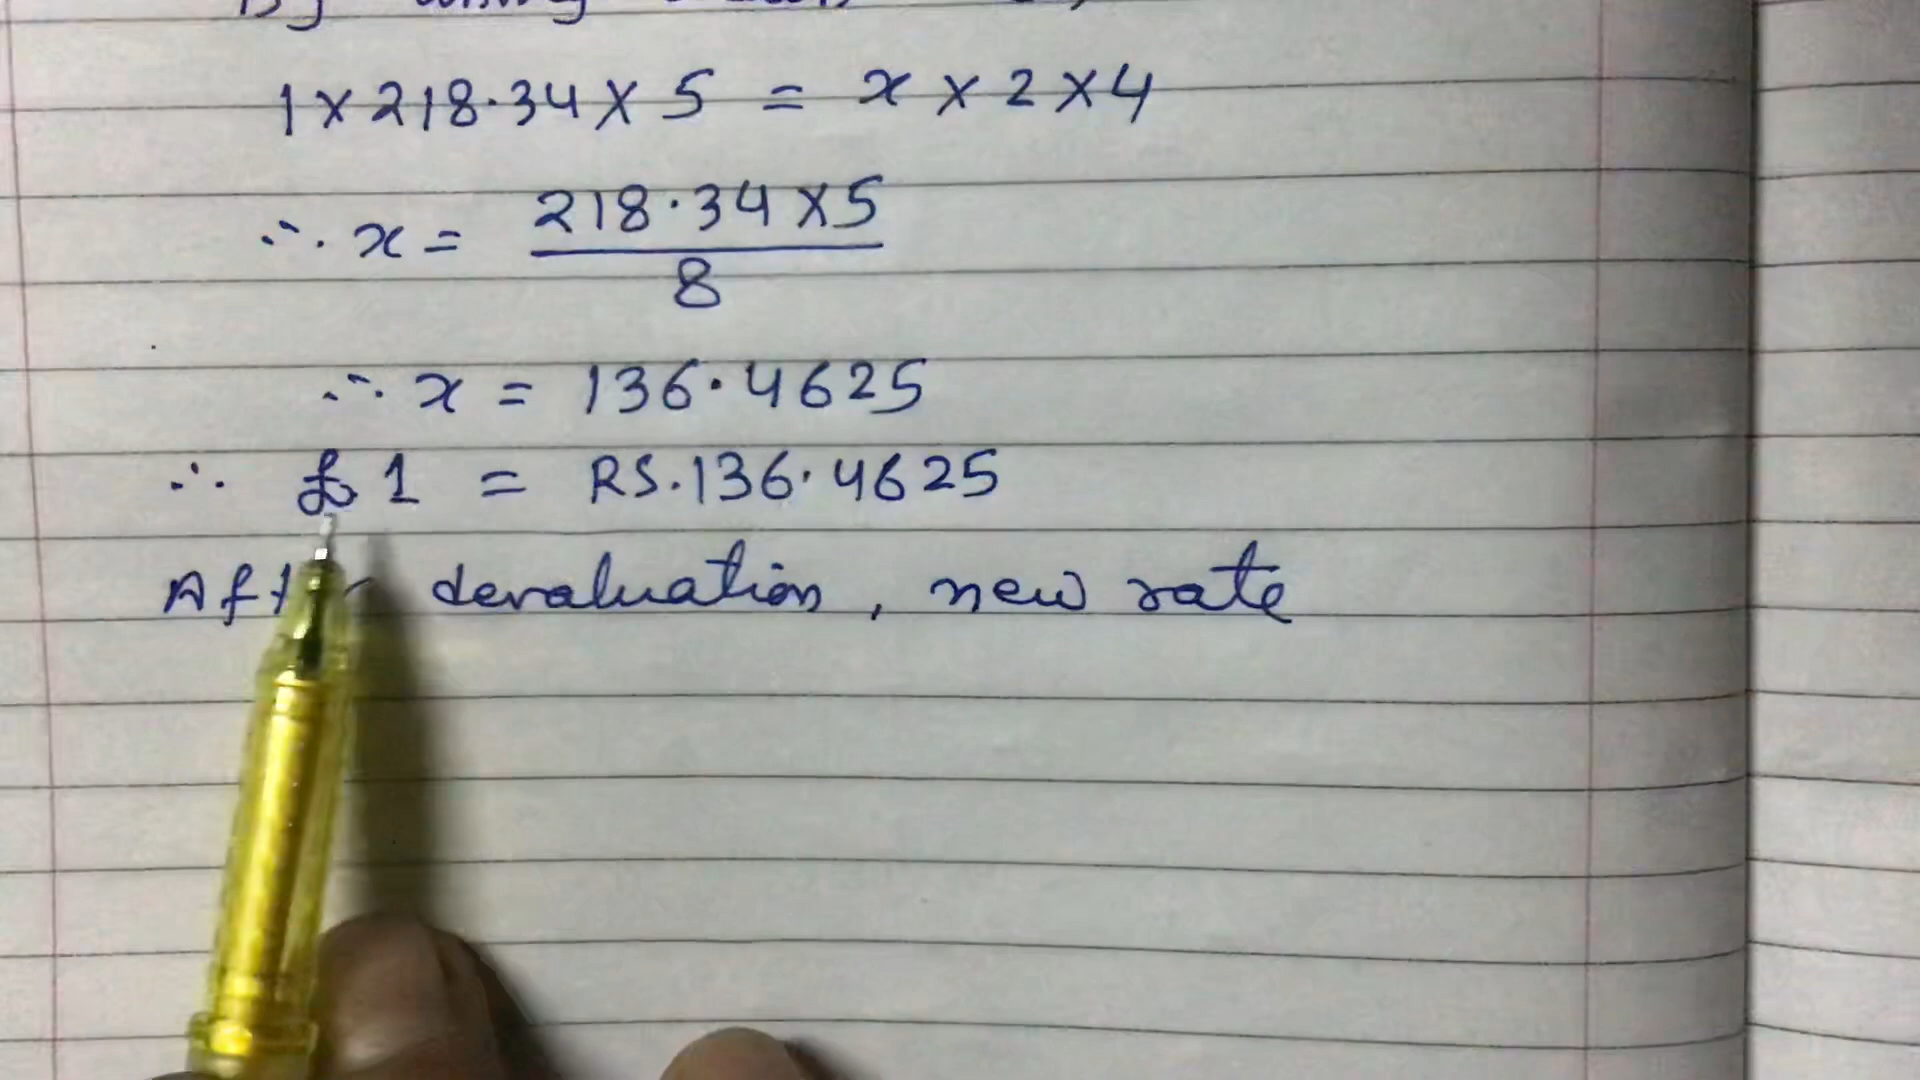 1 × 218.34 × 5 = x × 2 × 4
∴ x = 218.34 × 5
8
∴ x = 136.4625
∴ £ 1 = RS. 136.4625
After devaluation, new rate